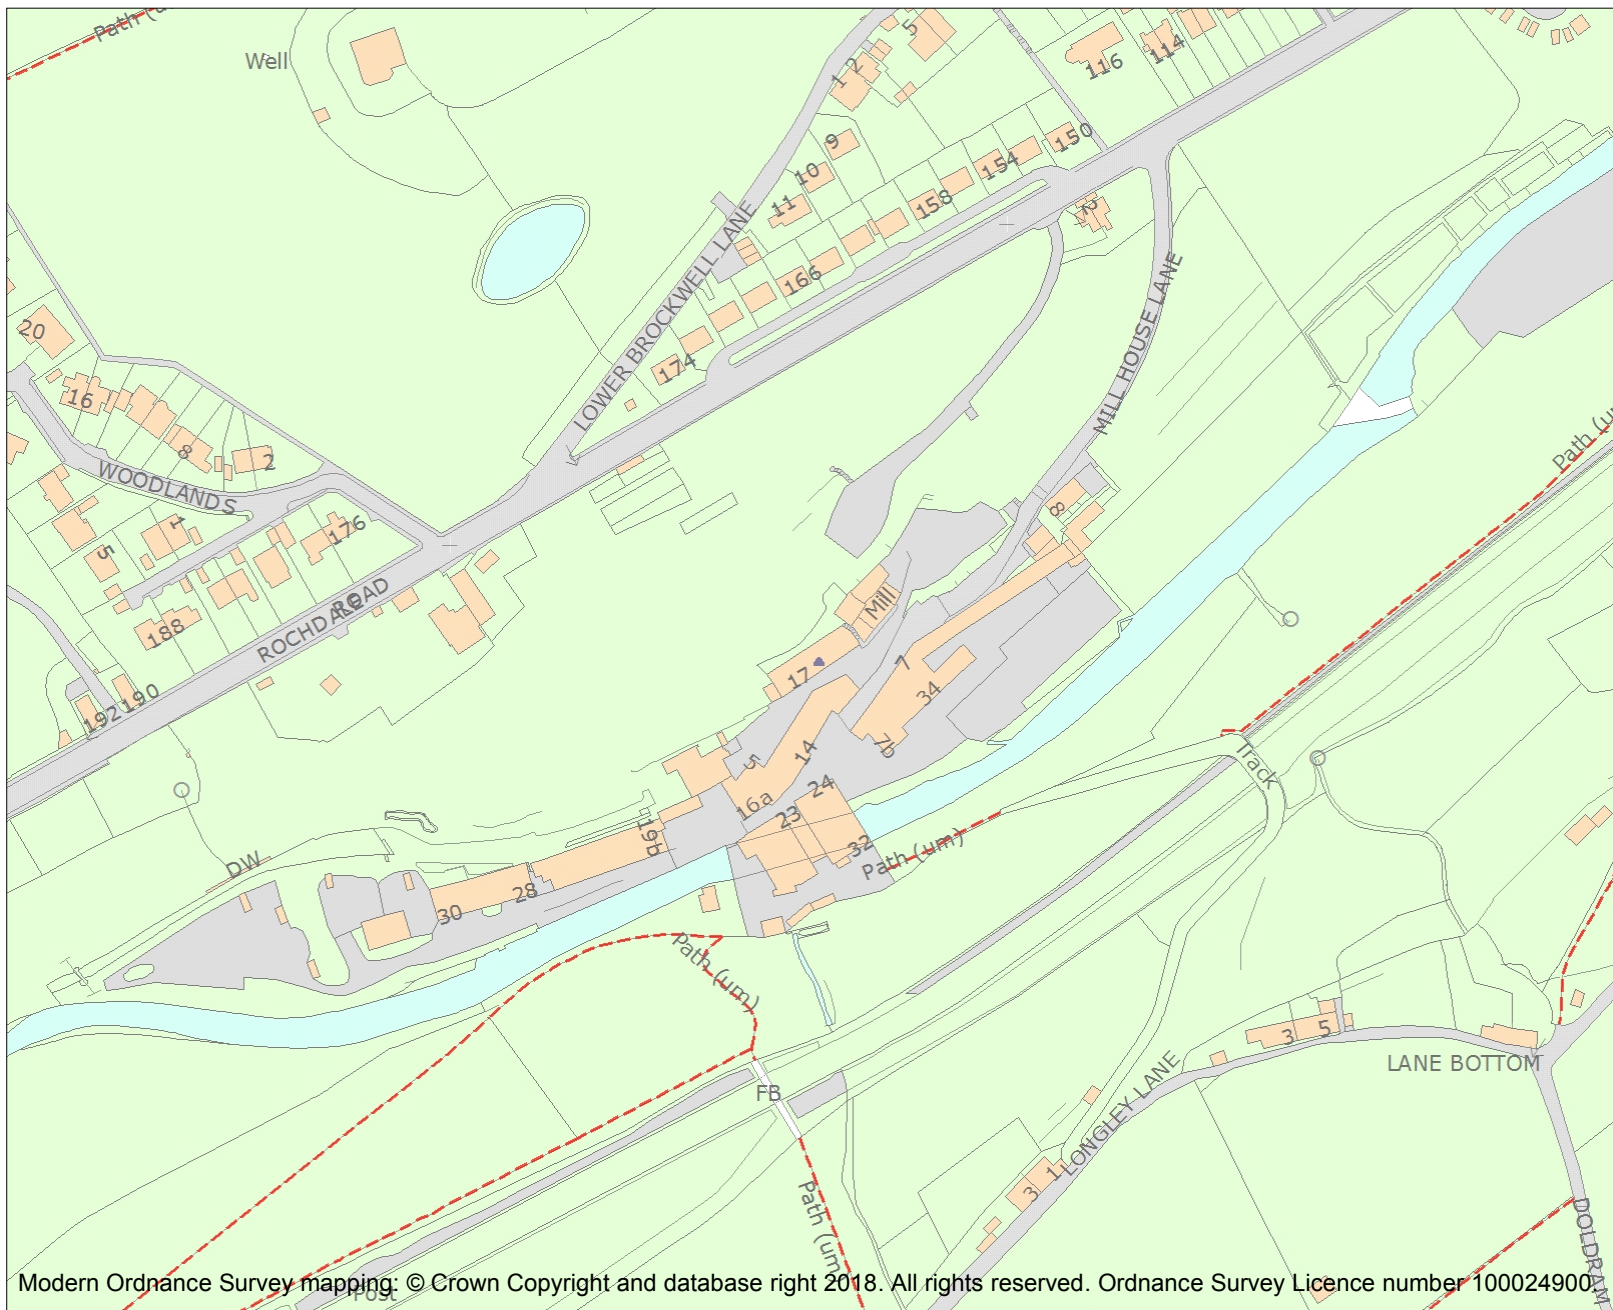 Path (u
Well
5
1 2
116
114
9
10
11
150
154
158
2
166
174
LOWER BROCKWELL LANE
MILL HOUSE LANE
20
16
8
2
WOODLANDS
1
5
176
188
ROCHDALE ROAD
ROAD
190
192
Path (u
8
Mill
17
7
34
7b
5
14
16a
24
23
32
19b
Path (um)
Track
DW
28
30
Path (um)
FB
3 5
LANE BOTTOM
LONGLEY LANE
3 1
Path (um
DOLDRAM
Post
Modern Ordnance Survey mapping: © Crown Copyright and database right 2018. All rights reserved. Ordnance Survey Licence number 100024900.